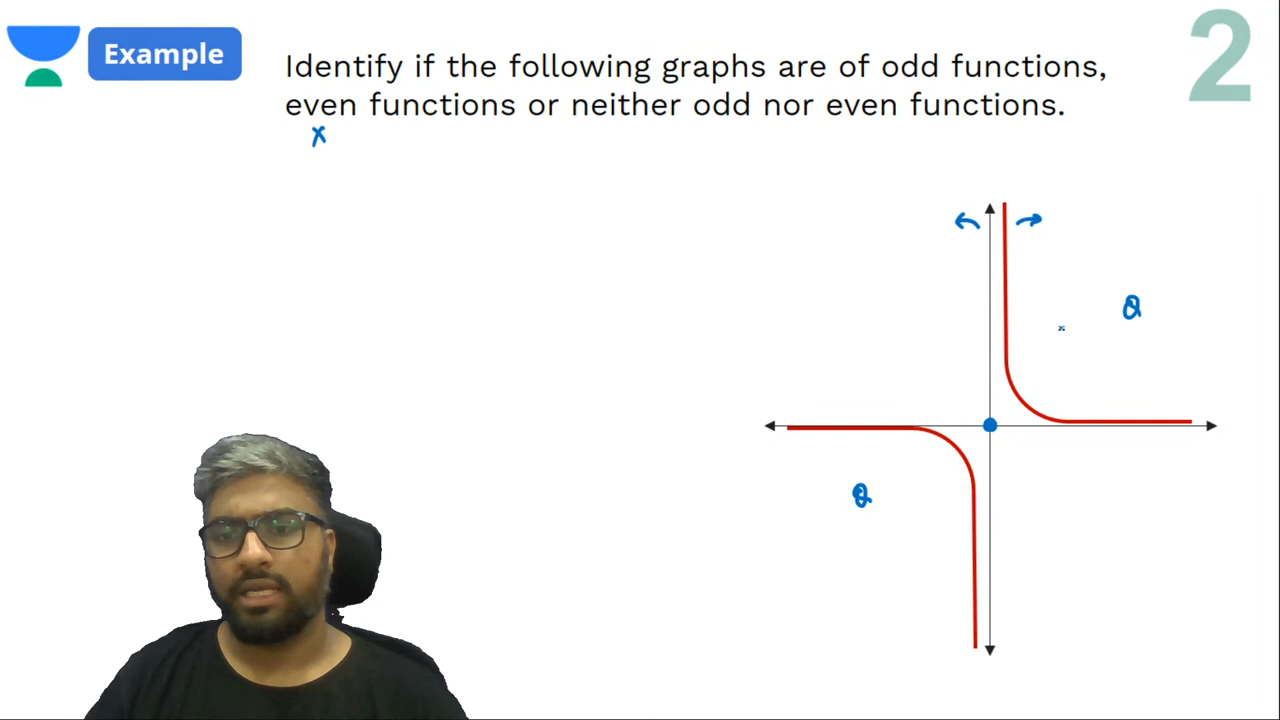 Example
2
Identify if the following graphs are of odd functions,
even functions or neither odd nor even functions.
x